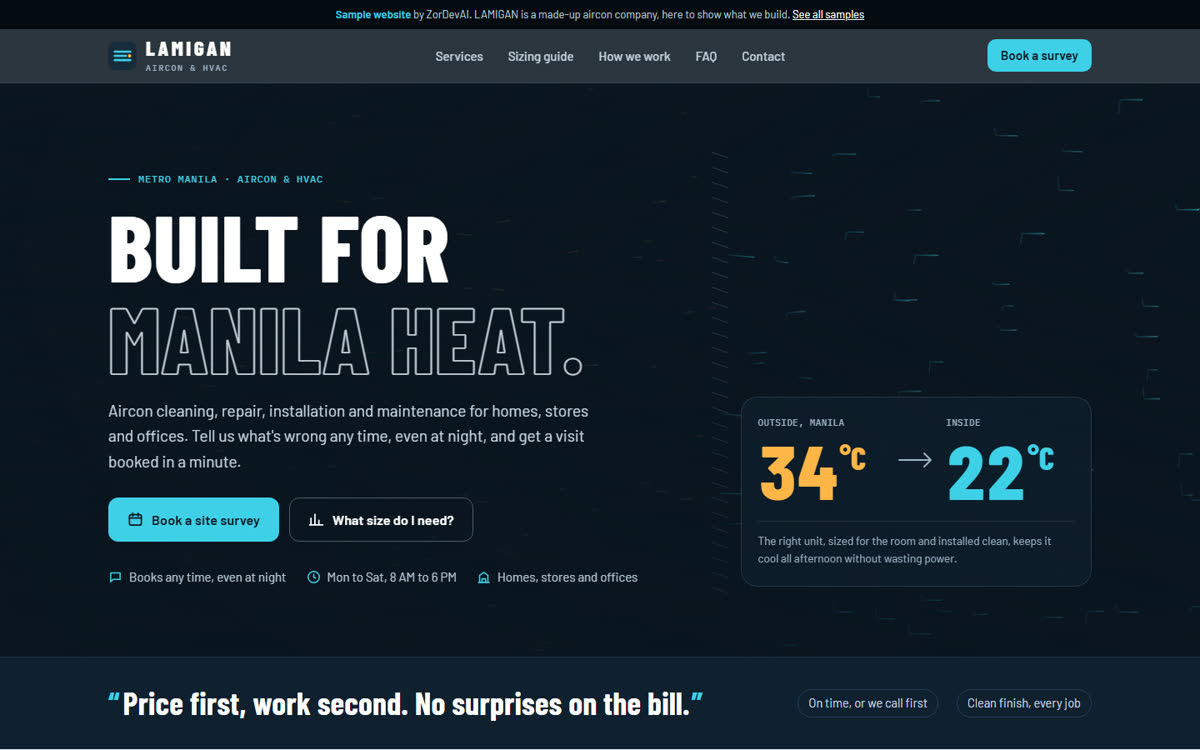 Sample website by ZorDevAI. LAMIGAN is a made-up aircon company, here to show what we build. See all samples
LAMIGAN
AIRCON & HVAC
Services
Sizing guide
How we work
FAQ
Contact
Book a survey
METRO MANILA · AIRCON & HVAC
BUILT FOR
MANILA HEAT.
Aircon cleaning, repair, installation and maintenance for homes, stores
and offices. Tell us what's wrong any time, even at night, and get a visit
booked in a minute.
Book a site survey
What size do I need?
Books any time, even at night
Mon to Sat, 8 AM to 6 PM
Homes, stores and offices
OUTSIDE, MANILA
34°C
→
INSIDE
22°C
The right unit, sized for the room and installed clean, keeps it
cool all afternoon without wasting power.
“Price first, work second. No surprises on the bill.”
On time, or we call first
Clean finish, every job